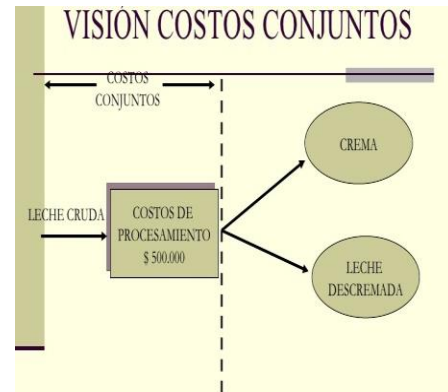 VISIÓN COSTOS CONJUNTOS
COSTOS
CONJUNTOS
CREMA
LECHE CRUDA
COSTOS DE
PROCESAMIENTO
$ 500.000
LECHE
DESCREMADA